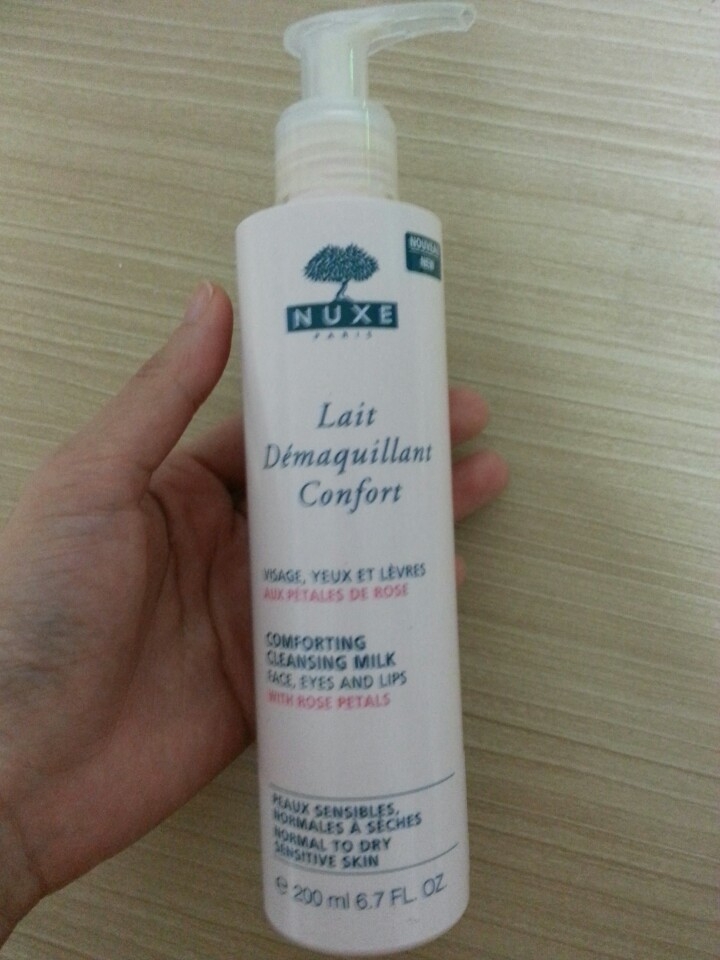 NOUVEAU
NEW
NUXE
PARIS
Lait
Démaquillant
Confort
VISAGE, YEUX ET LÈVRES
AUX PÉTALES DE ROSE
COMFORTING
CLEANSING MILK
FACE, EYES AND LIPS
WITH ROSE PETALS
PEAUX SENSIBLES,
NORMALES À SÈCHES
NORMAL TO DRY
SENSITIVE SKIN
e 200 ml 6.7 FL. OZ.